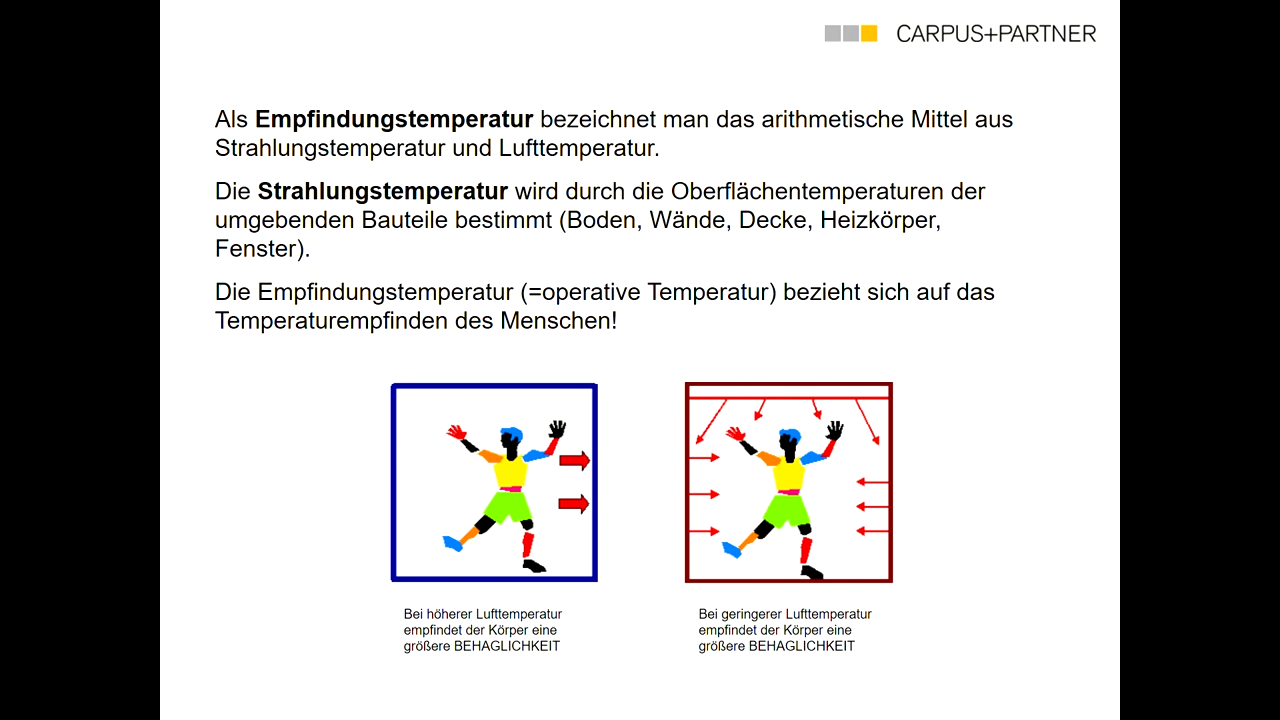 CARPUS+PARTNER
Als Empfindungstemperatur bezeichnet man das arithmetische Mittel aus
Strahlungstemperatur und Lufttemperatur.
Die Strahlungstemperatur wird durch die Oberflächentemperaturen der
umgebenden Bauteile bestimmt (Boden, Wände, Decke, Heizkörper,
Fenster).
Die Empfindungstemperatur (=operative Temperatur) bezieht sich auf das
Temperaturempfinden des Menschen!
Bei höherer Lufttemperatur
empfindet der Körper eine
größere BEHAGLICHKEIT
Bei geringerer Lufttemperatur
empfindet der Körper eine
größere BEHAGLICHKEIT